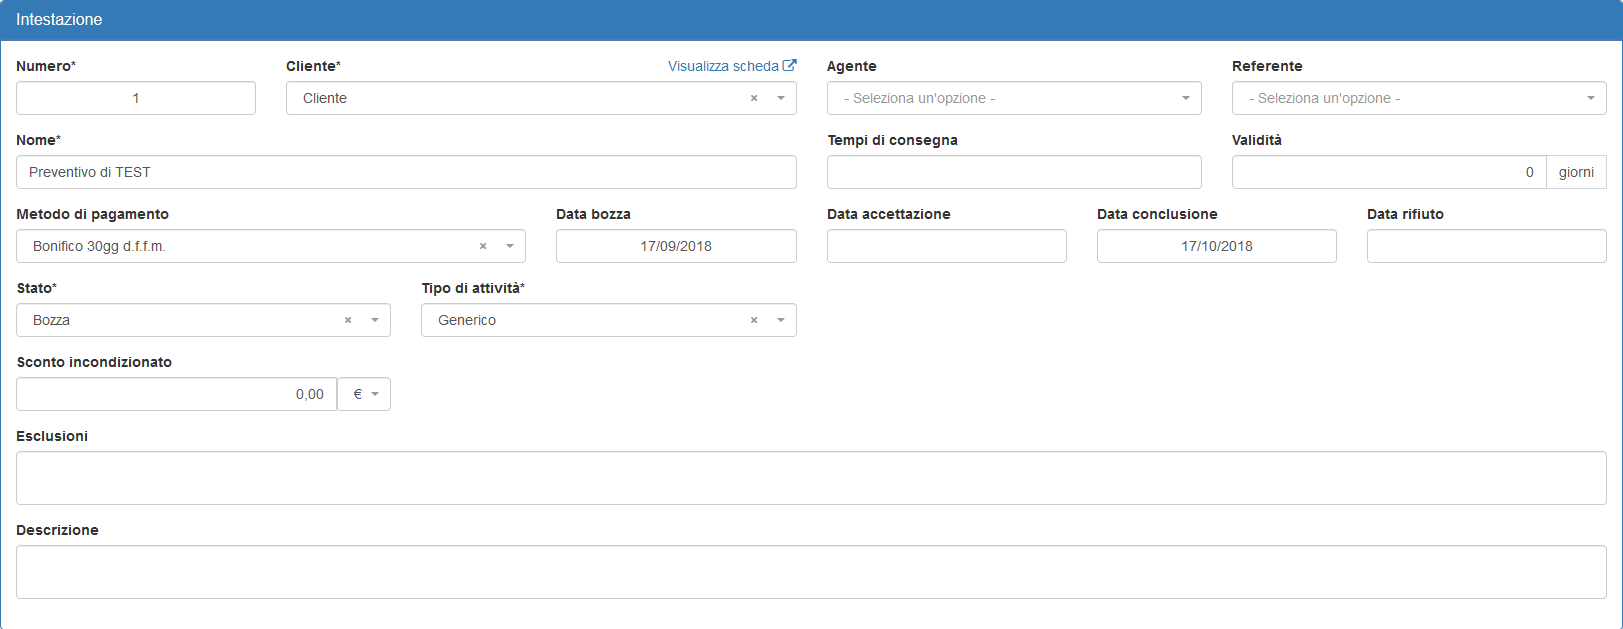 Intestazione
Numero* Cliente* Visualizza scheda Agente Referente
1 Cliente × - Seleziona un'opzione - - Seleziona un'opzione -
Nome* Tempi di consegna Validità
Preventivo di TEST 0 giorni
Metodo di pagamento Data bozza Data accettazione Data conclusione Data rifiuto
Bonifico 30gg d.f.f.m. × 17/09/2018 17/10/2018
Stato* Tipo di attività*
Bozza × Generico ×
Sconto incondizionato
0,00 €
Esclusioni
Descrizione